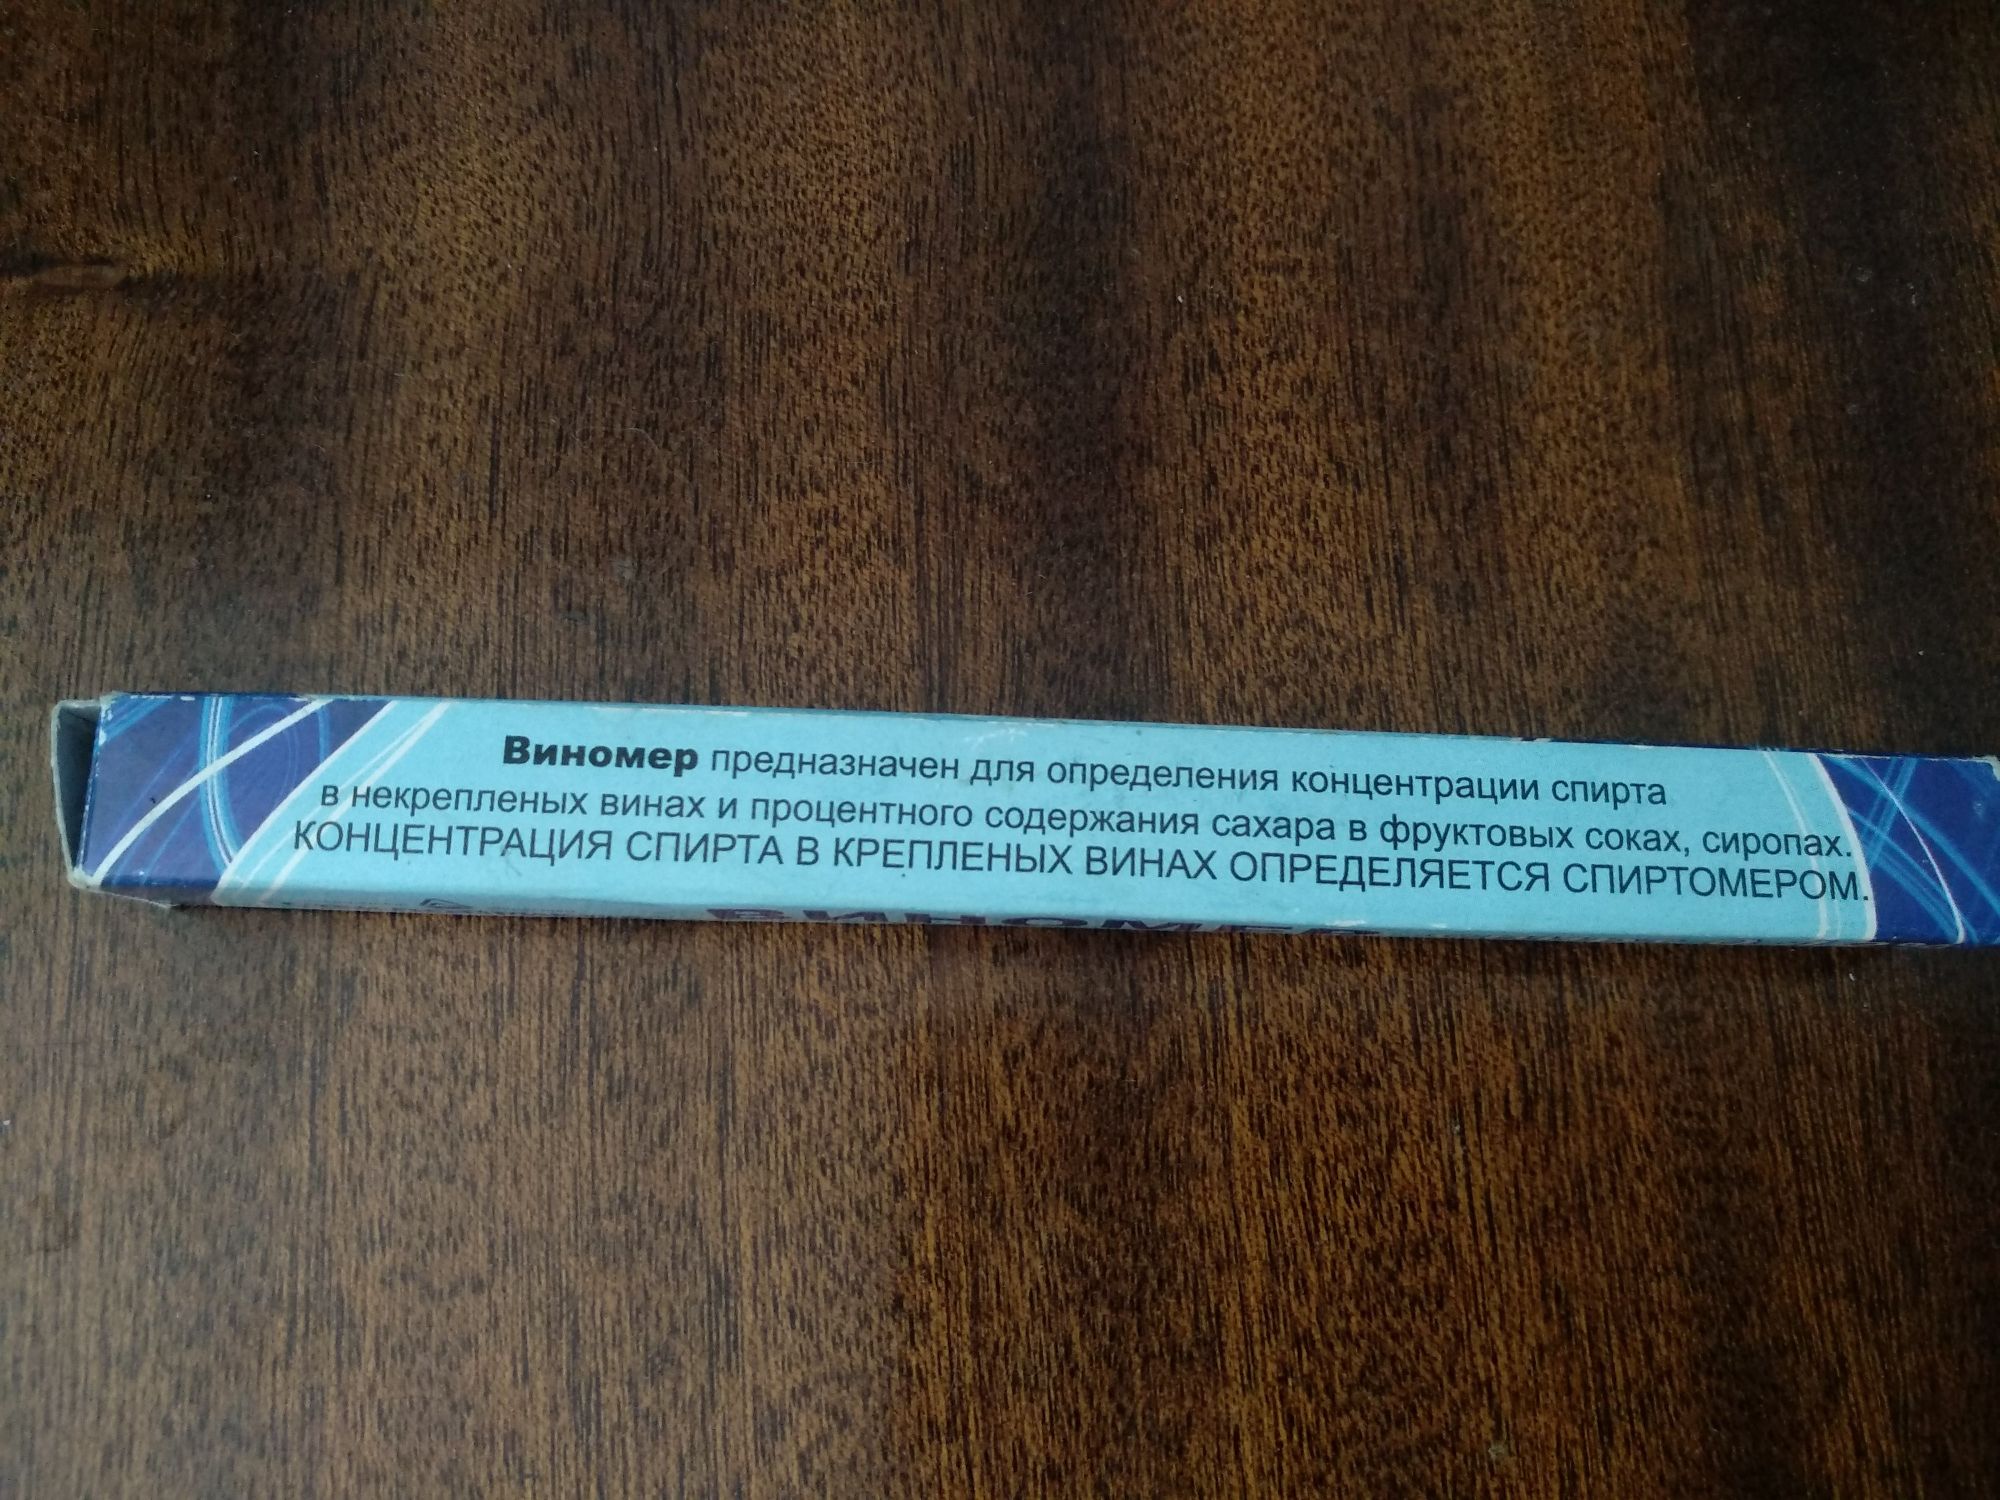 Виномер предназначен для определения концентрации спирта
в некрепленых винах и процентного содержания сахара в фруктовых соках, сиропах.
КОНЦЕНТРАЦИЯ СПИРТА В КРЕПЛЕНЫХ ВИНАХ ОПРЕДЕЛЯЕТСЯ СПИРТОМЕРОМ.
ВИНОМЕР